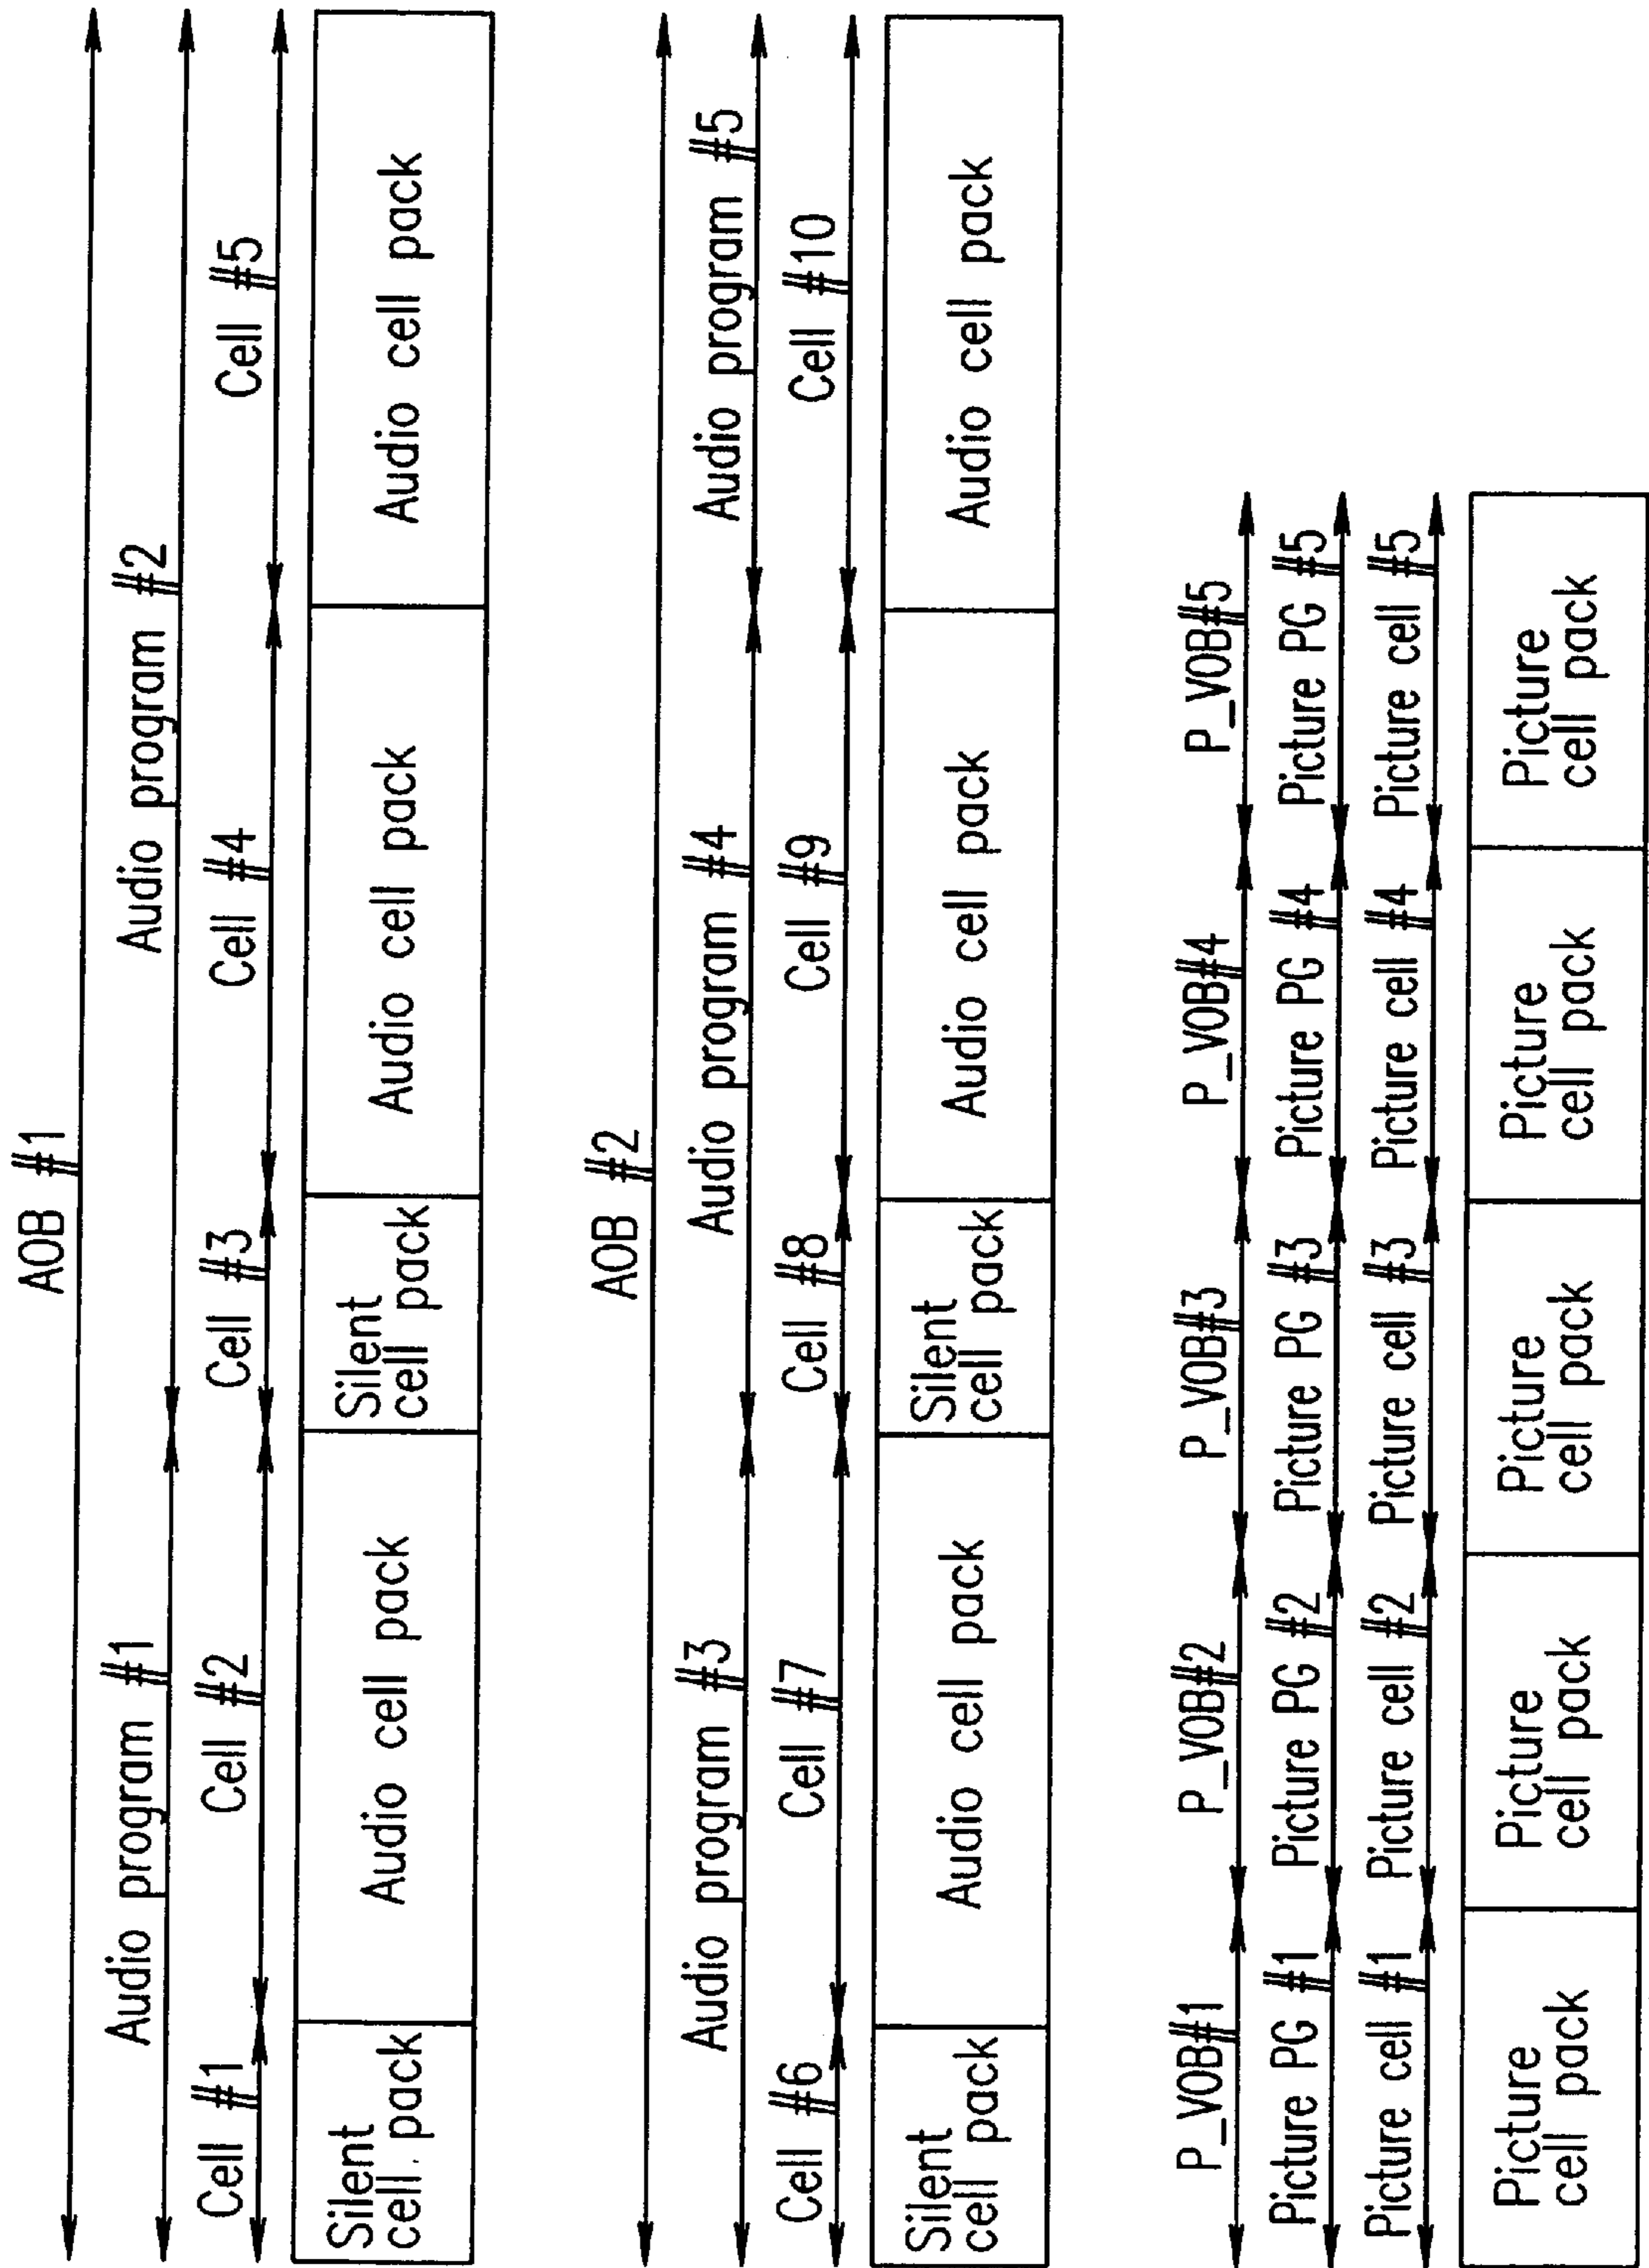 AOB #1
Audio program #1
Audio program #2
Cell #1
Cell #2
Cell #3
Cell #4
Cell #5
Silent
cell pack
Audio cell pack
Silent
cell pack
Audio cell pack
Audio cell pack
AOB #2
Audio program #3
Audio program #4
Audio program #5
Cell #6
Cell #7
Cell #8
Cell #9
Cell #10
Silent
cell pack
Audio cell pack
Silent
cell pack
Audio cell pack
Audio cell pack
P_VOB#1
P_VOB#2
P_VOB#3
P_VOB#4
P_VOB#5
Picture PG #1
Picture PG #2
Picture PG #3
Picture PG #4
Picture PG #5
Picture cell #1
Picture cell #2
Picture cell #3
Picture cell #4
Picture cell #5
Picture
cell pack
Picture
cell pack
Picture
cell pack
Picture
cell pack
Picture
cell pack